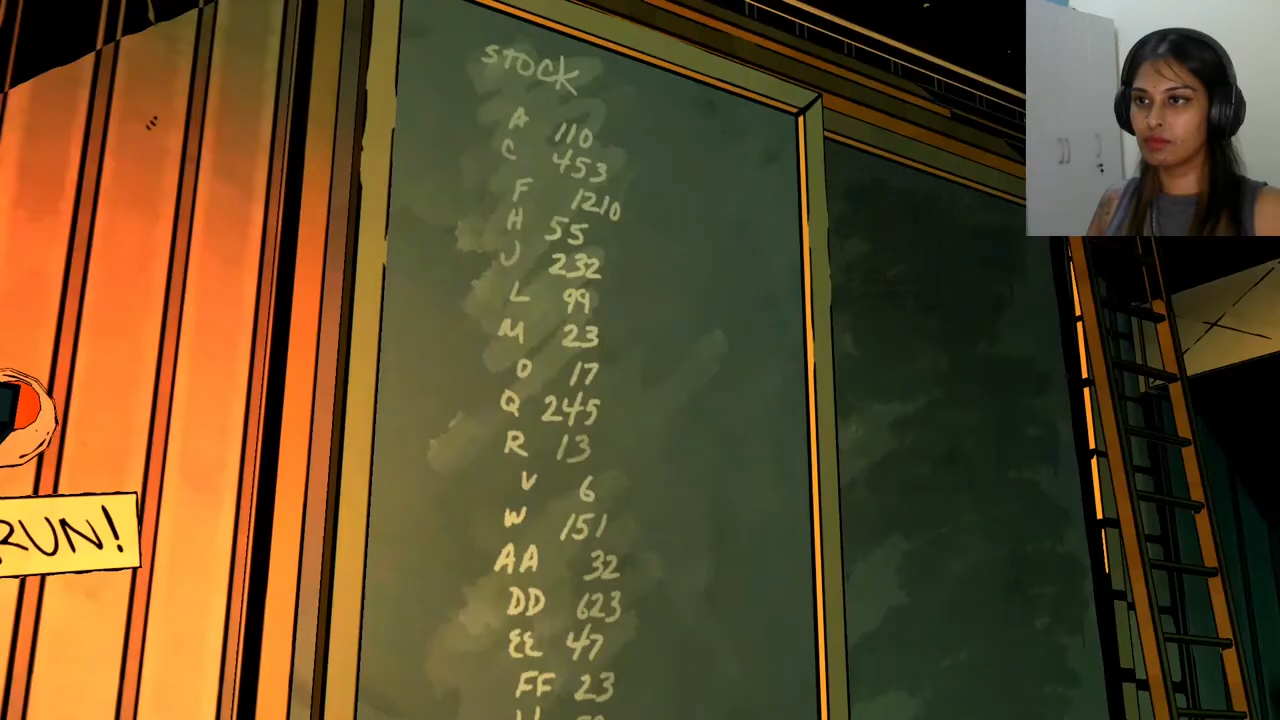 STOCK
A 110
C 453
F 1210
H 55
J 232
L 99
M 23
O 17
Q 245
R 13
V 6
W 151
AA 32
DD 623
EE 47
FF 23
RUN!